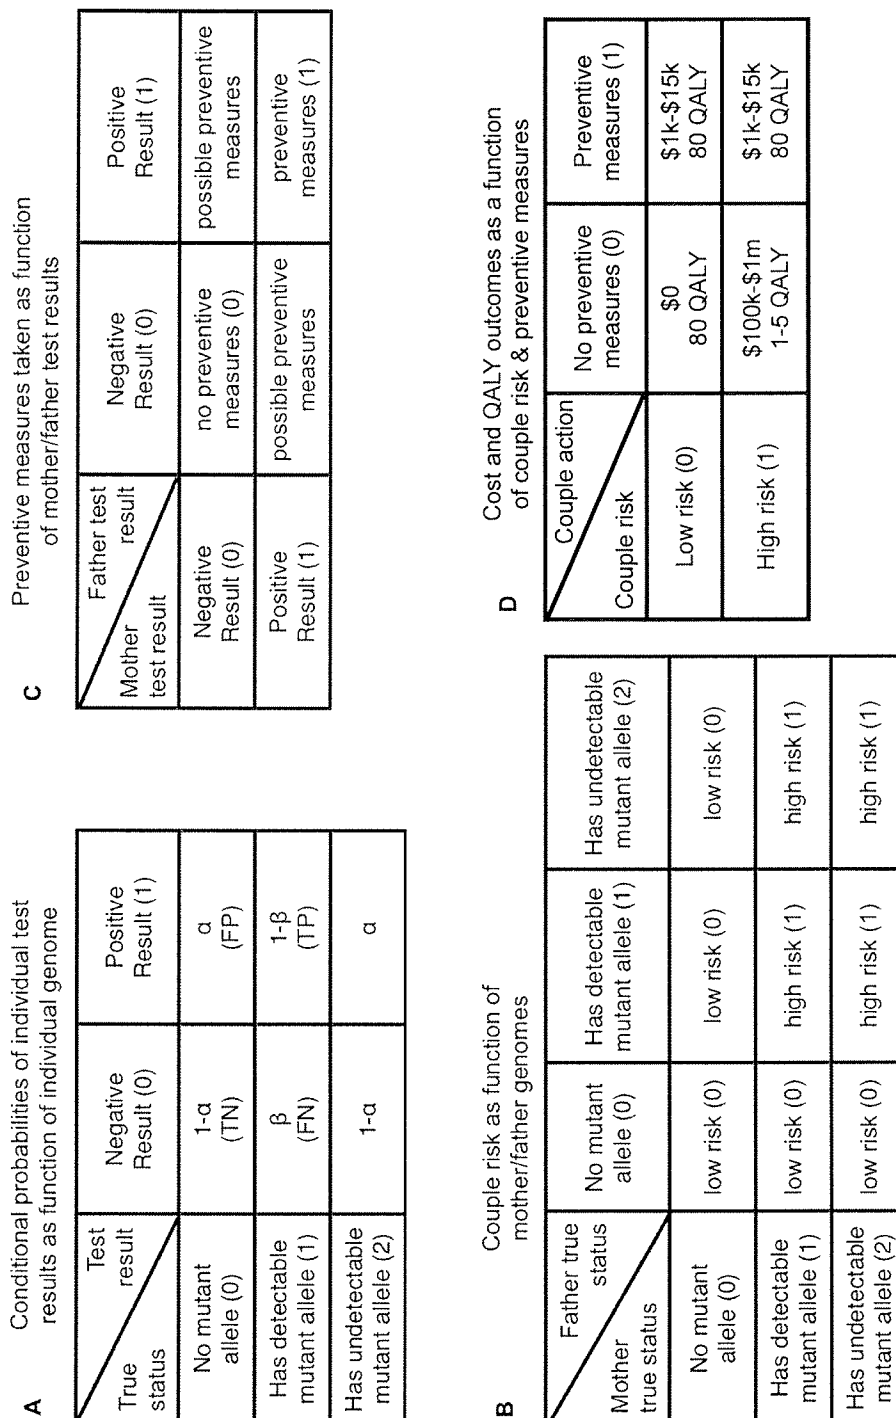 A
Conditional probabilities of individual test
results as function of individual genome
Test
result
True
status
Negative
Result (0)
Positive
Result (1)
No mutant
allele (0)
1-α
(TN)
α
(FP)
Has detectable
mutant allele (1)
β
(FN)
1-β
(TP)
Has undetectable
mutant allele (2)
1-α
α
B
Couple risk as function of
mother/father genomes
Father true
status
Mother
true status
No mutant
allele (0)
Has detectable
mutant allele (1)
Has undetectable
mutant allele (2)
No mutant
allele (0)
low risk (0)
low risk (0)
low risk (0)
Has detectable
mutant allele (1)
low risk (0)
high risk (1)
high risk (1)
Has undetectable
mutant allele (2)
low risk (0)
high risk (1)
high risk (1)
C
Preventive measures taken as function
of mother/father test results
Father test
result
Mother
test result
Negative
Result (0)
Positive
Result (1)
Negative
Result (0)
no preventive
measures (0)
possible preventive
measures
Positive
Result (1)
possible preventive
measures
preventive
measures (1)
D
Cost and QALY outcomes as a function
of couple risk & preventive measures
Couple action
Couple risk
No preventive
measures (0)
Preventive
measures (1)
Low risk (0)
$0
80 QALY
$1k-$15k
80 QALY
High risk (1)
$100k-$1m
1-5 QALY
$1k-$15k
80 QALY